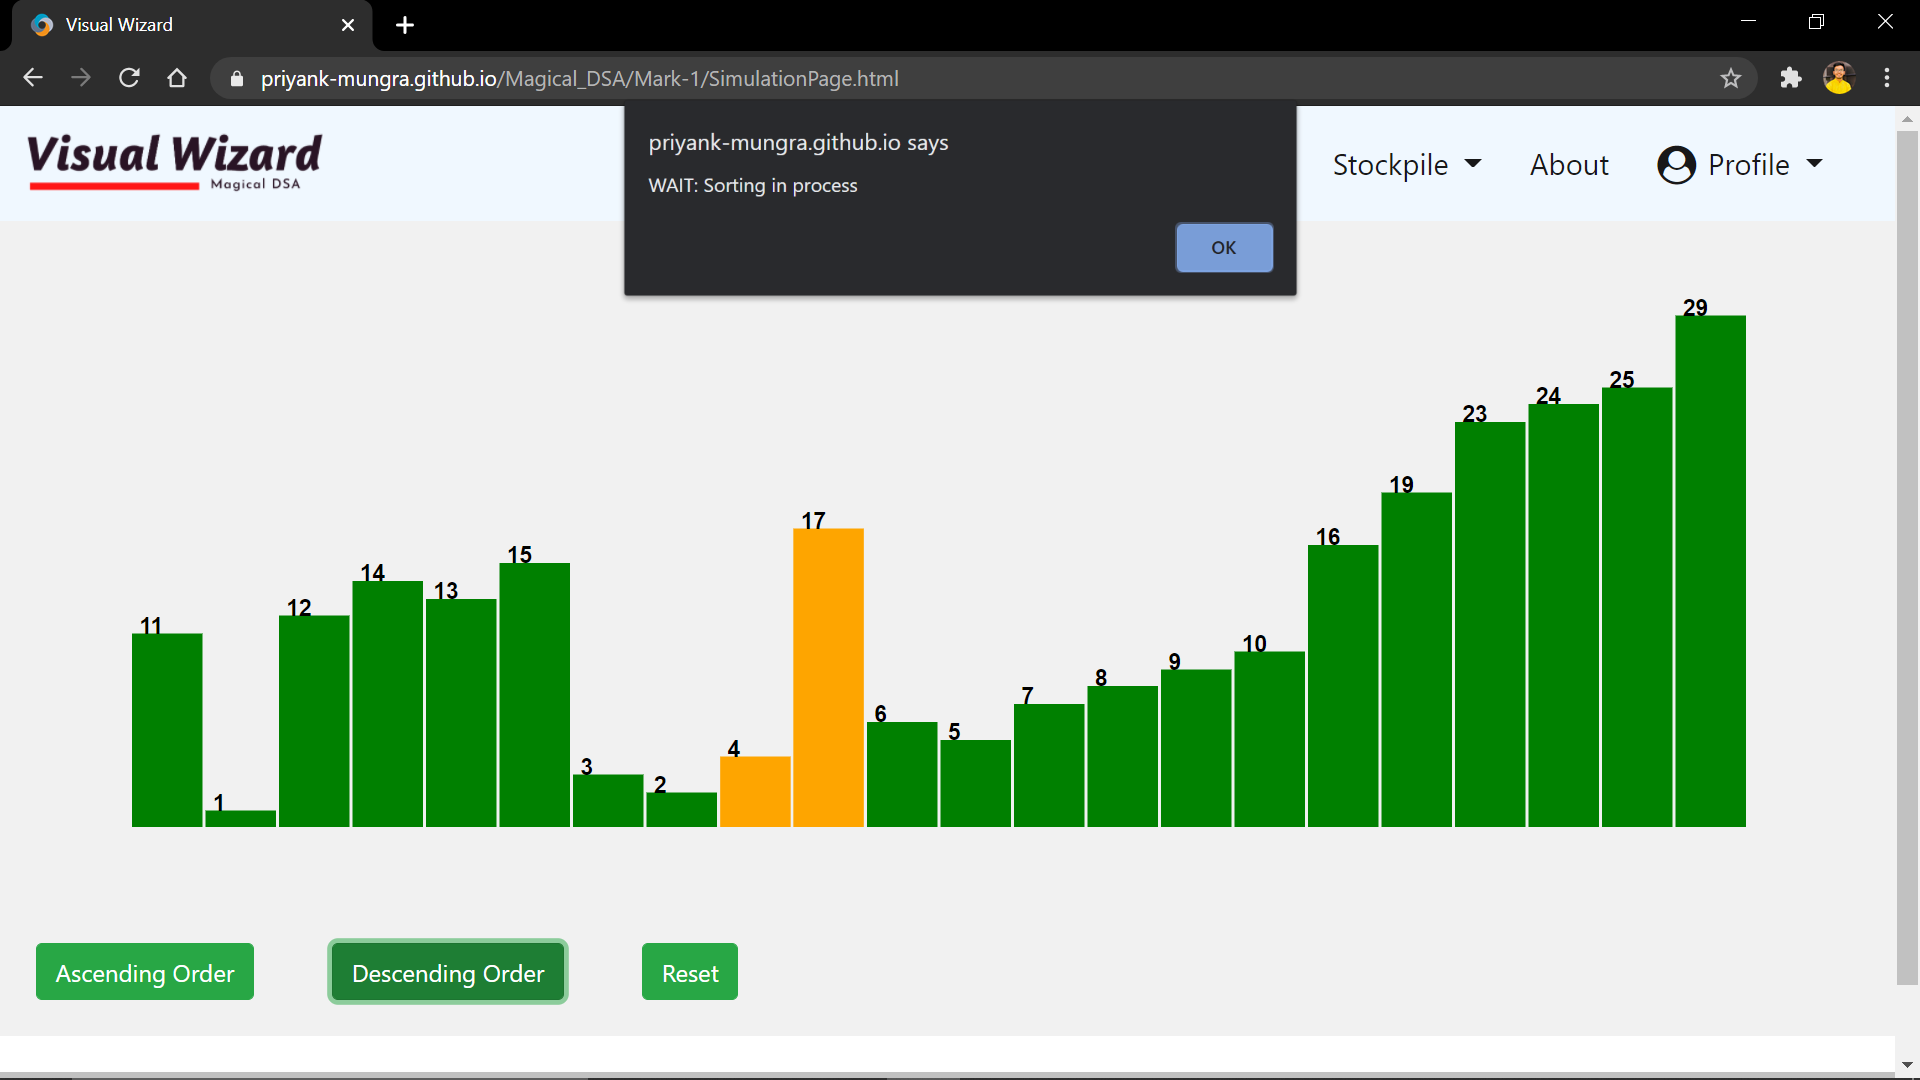 Visual Wizard
priyank-mungra.github.io/Magical_DSA/Mark-1/SimulationPage.html
Visual Wizard
Magical DSA
priyank-mungra.github.io says
WAIT: Sorting in process
OK
Stockpile
About
Profile
11
1
12
14
13
15
3
2
4
17
6
5
7
8
9
10
16
19
23
24
25
29
Ascending Order
Descending Order
Reset